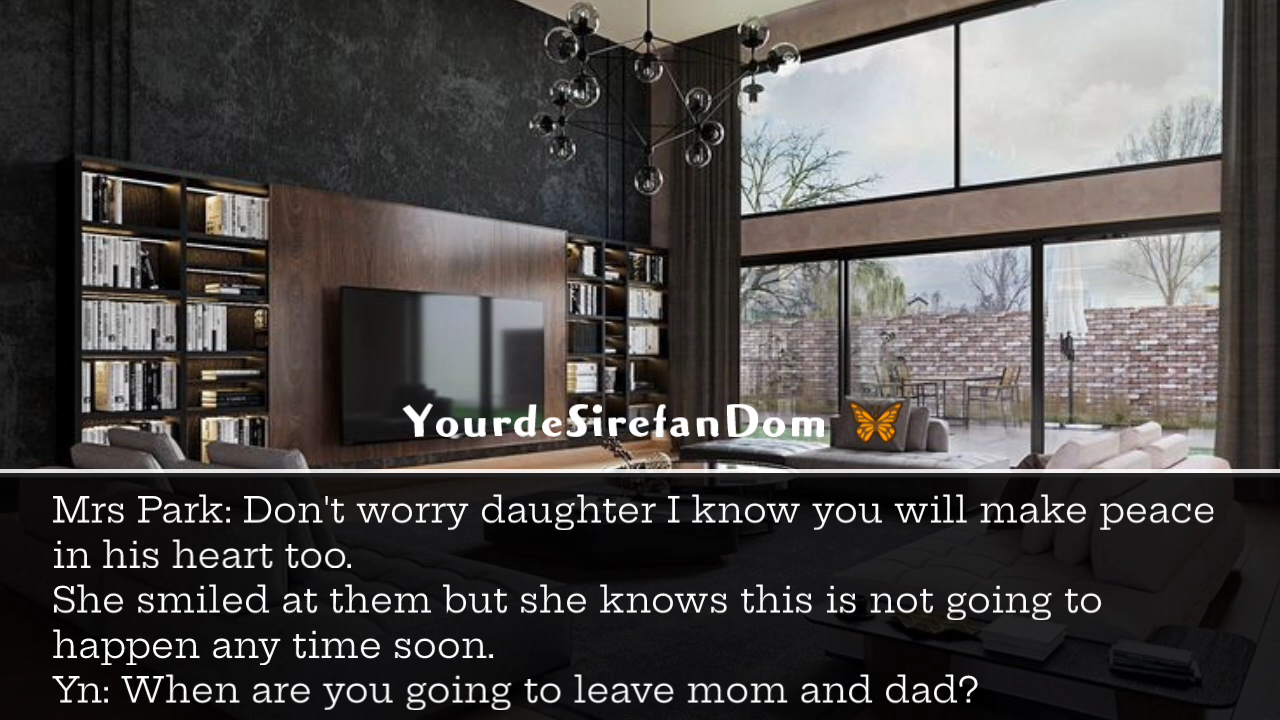 YourdeSirefanDom 🦋
Mrs Park: Don't worry daughter I know you will make peace
in his heart too.
She smiled at them but she knows this is not going to
happen any time soon.
Yn: When are you going to leave mom and dad?